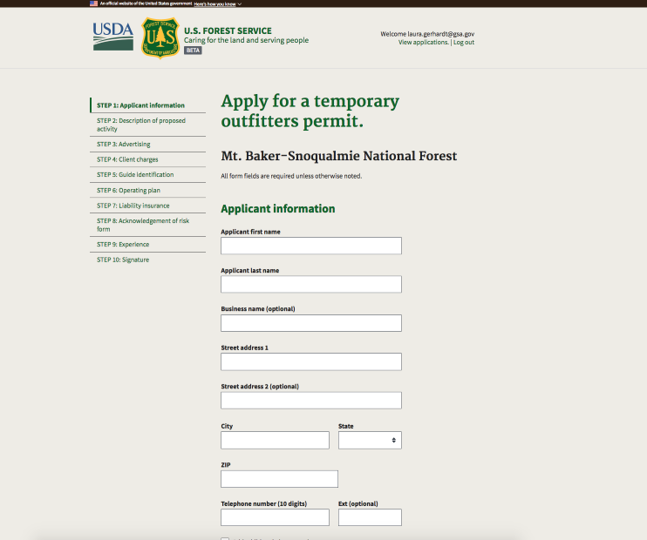 An official website of the United States government Here's how you know
USDA
FOREST SERVICE
UAS
DEPARTMENT OF AGRICULTURE
U.S. FOREST SERVICE
Caring for the land and serving people
BETA
Welcome laura.gerhardt@gsa.gov
View applications. | Log out
STEP 1: Applicant information
STEP 2: Description of proposed
activity
STEP 3: Advertising
STEP 4: Client charges
STEP 5: Guide identification
STEP 6: Operating plan
STEP 7: Liability insurance
STEP 8: Acknowledgement of risk
form
STEP 9: Experience
STEP 10: Signature
Apply for a temporary
outfitters permit.
Mt. Baker-Snoqualmie National Forest
All form fields are required unless otherwise noted.
Applicant information
Applicant first name
Applicant last name
Business name (optional)
Street address 1
Street address 2 (optional)
City State
ZIP
Telephone number (10 digits) Ext (optional)